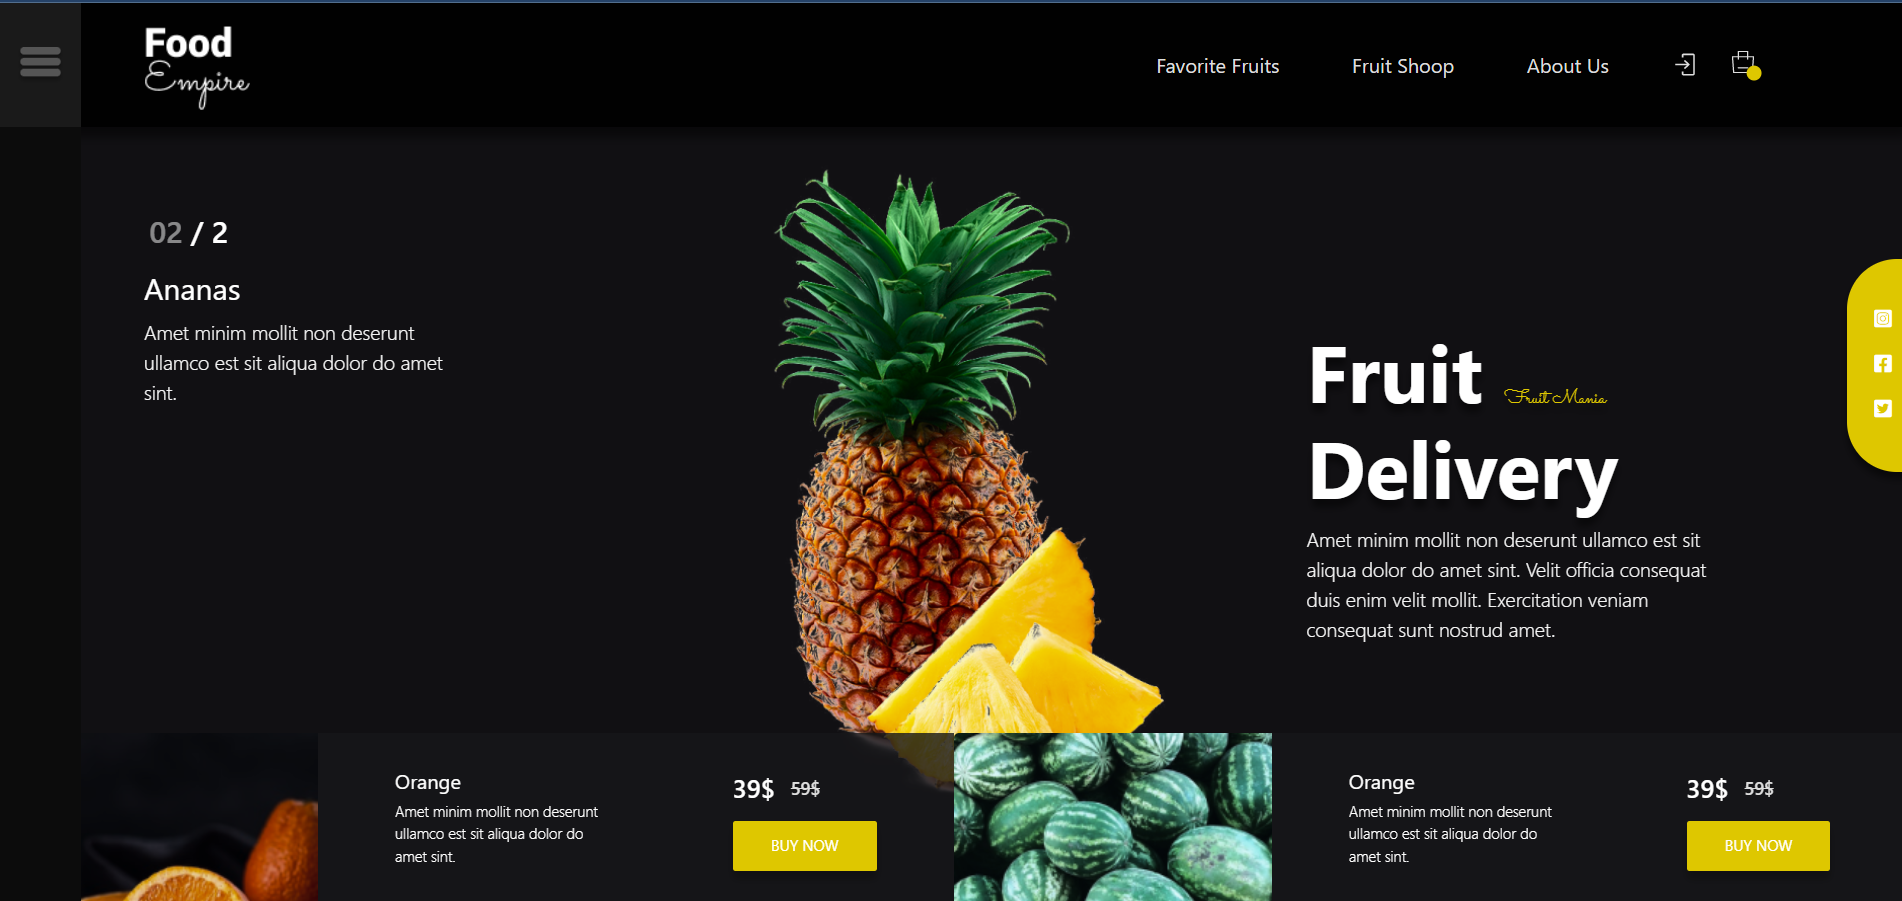 Food
Empire
Favorite Fruits
Fruit Shoop
About Us
02 / 2
Ananas
Amet minim mollit non deserunt
ullamco est sit aliqua dolor do amet
sint.
Fruit Fruit Mania
Delivery
Amet minim mollit non deserunt ullamco est sit
aliqua dolor do amet sint. Velit officia consequat
duis enim velit mollit. Exercitation veniam
consequat sunt nostrud amet.
Orange
Amet minim mollit non deserunt
ullamco est sit aliqua dolor do
amet sint.
39$ 59$
BUY NOW
Orange
Amet minim mollit non deserunt
ullamco est sit aliqua dolor do
amet sint.
39$ 59$
BUY NOW